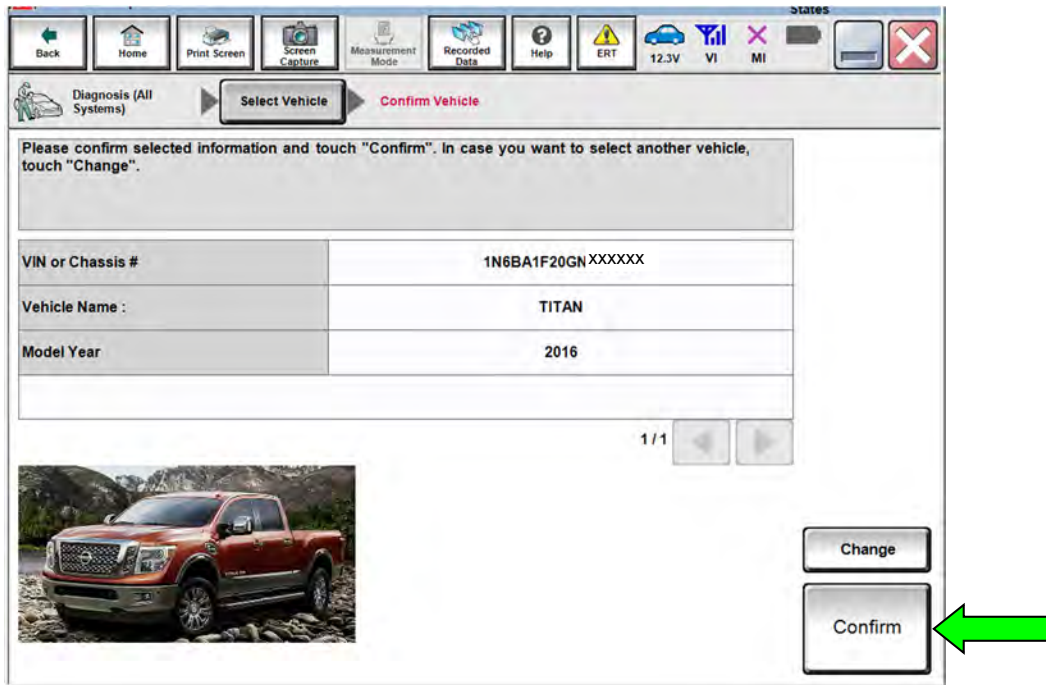 States
Back
Home
Print Screen
Screen Capture
Measurement Mode
Recorded Data
Help
ERT
12.3V
VI
MI
Diagnosis (All Systems)
Select Vehicle
Confirm Vehicle
Please confirm selected information and touch "Confirm". In case you want to select another vehicle,
touch "Change".
VIN or Chassis # 1N6BA1F20GNXXXXXX
Vehicle Name : TITAN
Model Year 2016
1/1
Change
Confirm